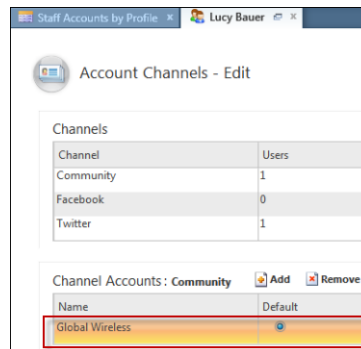 Staff Accounts by Profile × Lucy Bauer ×
Account Channels - Edit
Channels
Channel Users
Community 1
Facebook 0
Twitter 1
Channel Accounts : Community Add Remove
Name Default
Global Wireless